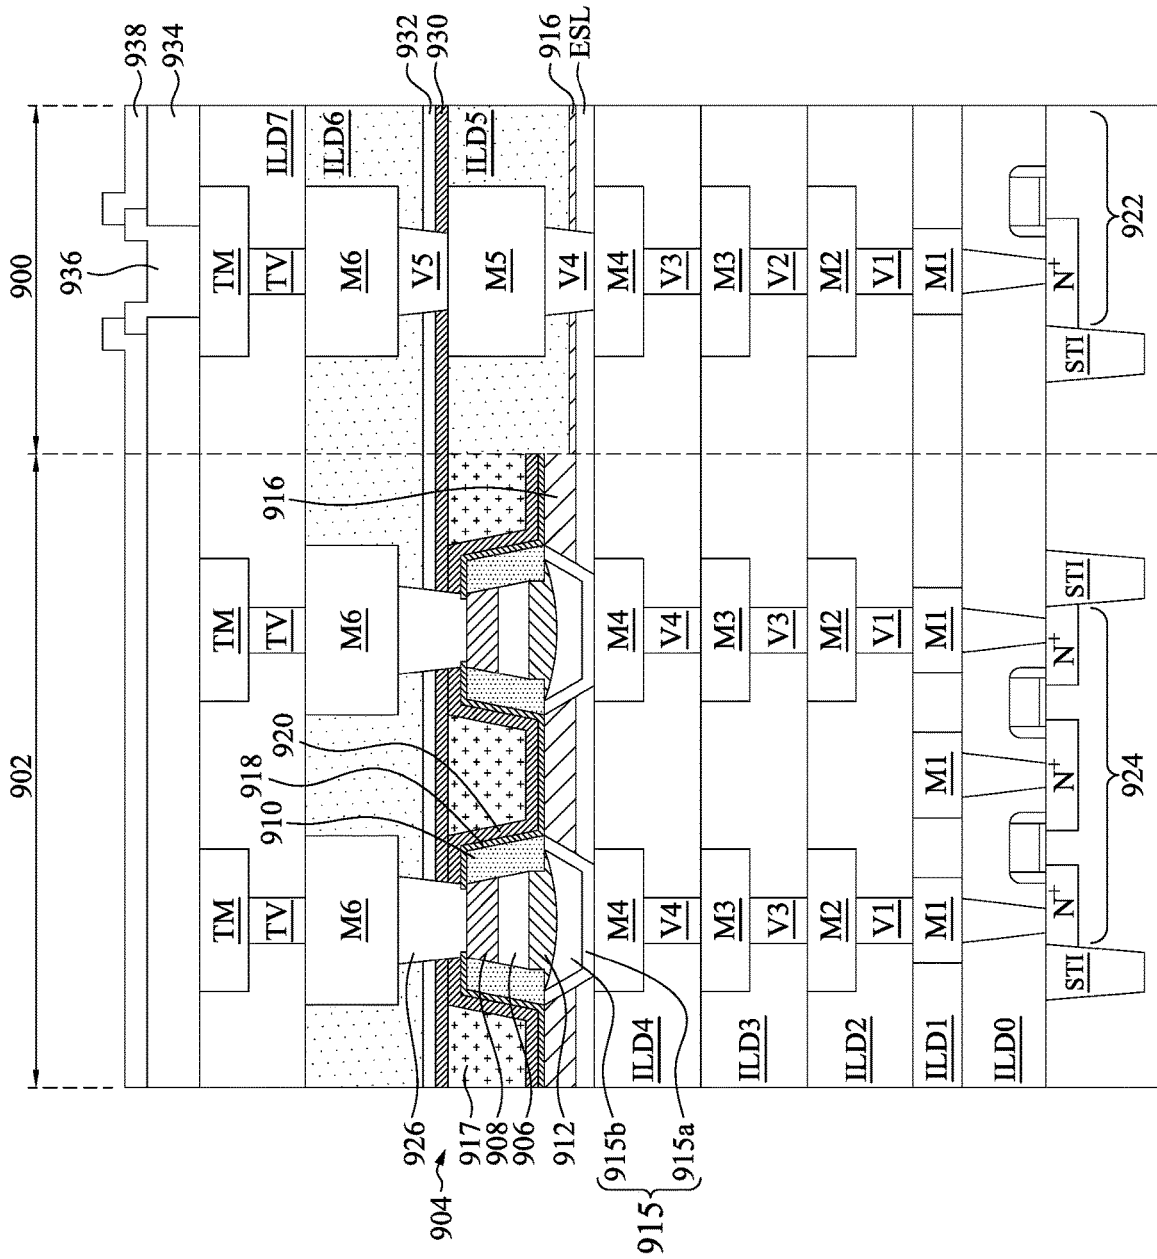 902
900
938
934
936
TM
TM
TM
TV
TV
TV
ILD7
M6
M6
M6
ILD6
932
930
V5
926
910
918
920
916
M5
ILD5
904
917
908
906
912
V4
916
ESL
915
915b
915a
ILD4
M4
M4
M4
V4
V4
V3
ILD3
M3
M3
M3
V3
V3
V2
ILD2
M2
M2
M2
V1
V1
V1
ILD1
M1
M1
M1
M1
ILD0
STI
N+
N+
N+
STI
STI
N+
924
922